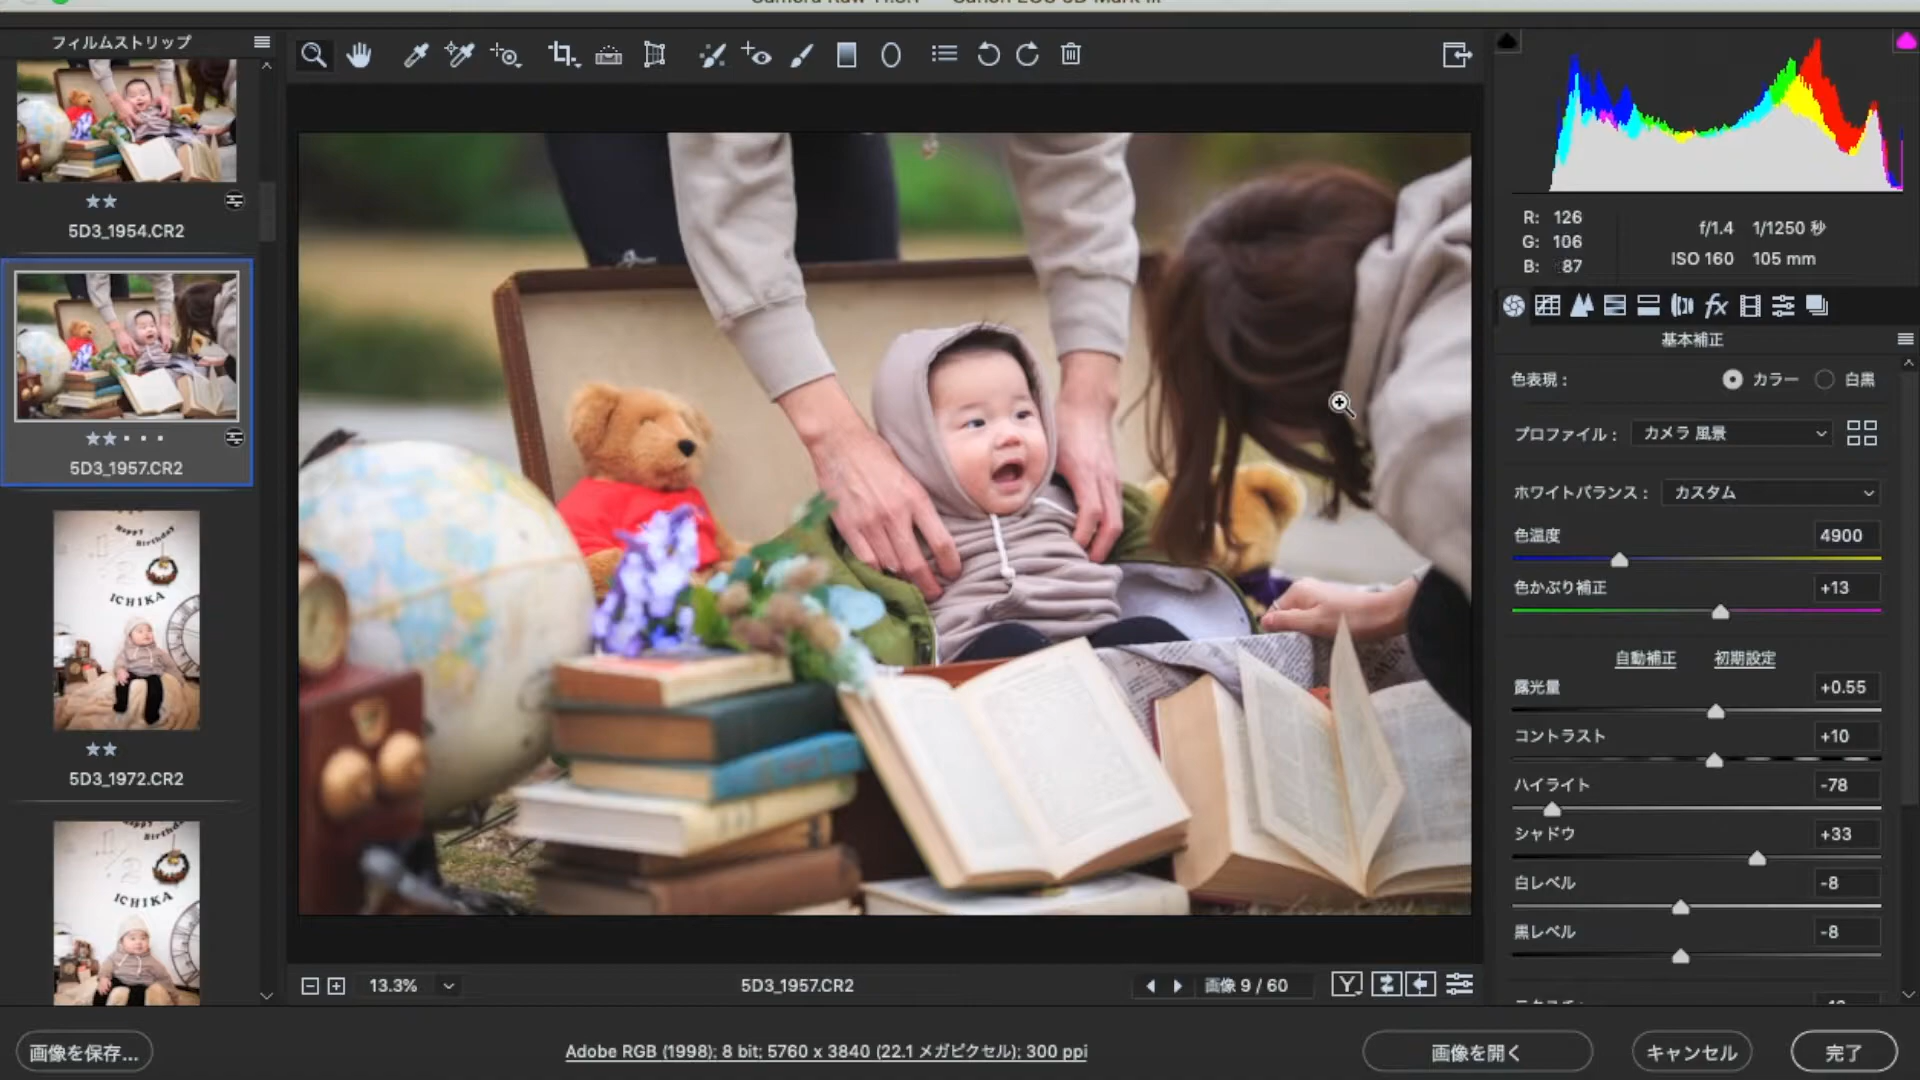 フィルムストリップ
★★
5D3_1954.CR2
★★・・・
5D3_1957.CR2
Happy
Birthday
1/2
ICHIKA
★★
5D3_1972.CR2
Birthday
1/2
ICHIKA
13.3%
5D3_1957.CR2
画像 9 / 60
R: 126
G: 106
B: 87
f/1.4 1/1250 秒
ISO 160 105 mm
基本補正
色表現 : カラー 白黒
プロファイル : カメラ 風景
ホワイトバランス : カスタム
色温度 4900
色かぶり補正 +13
自動補正 初期設定
露光量 +0.55
コントラスト +10
ハイライト -78
シャドウ +33
白レベル -8
黒レベル -8
画像を保存...
Adobe RGB (1998); 8 bit; 5760 x 3840 (22.1 メガピクセル); 300 ppi
画像を開く
キャンセル
完了